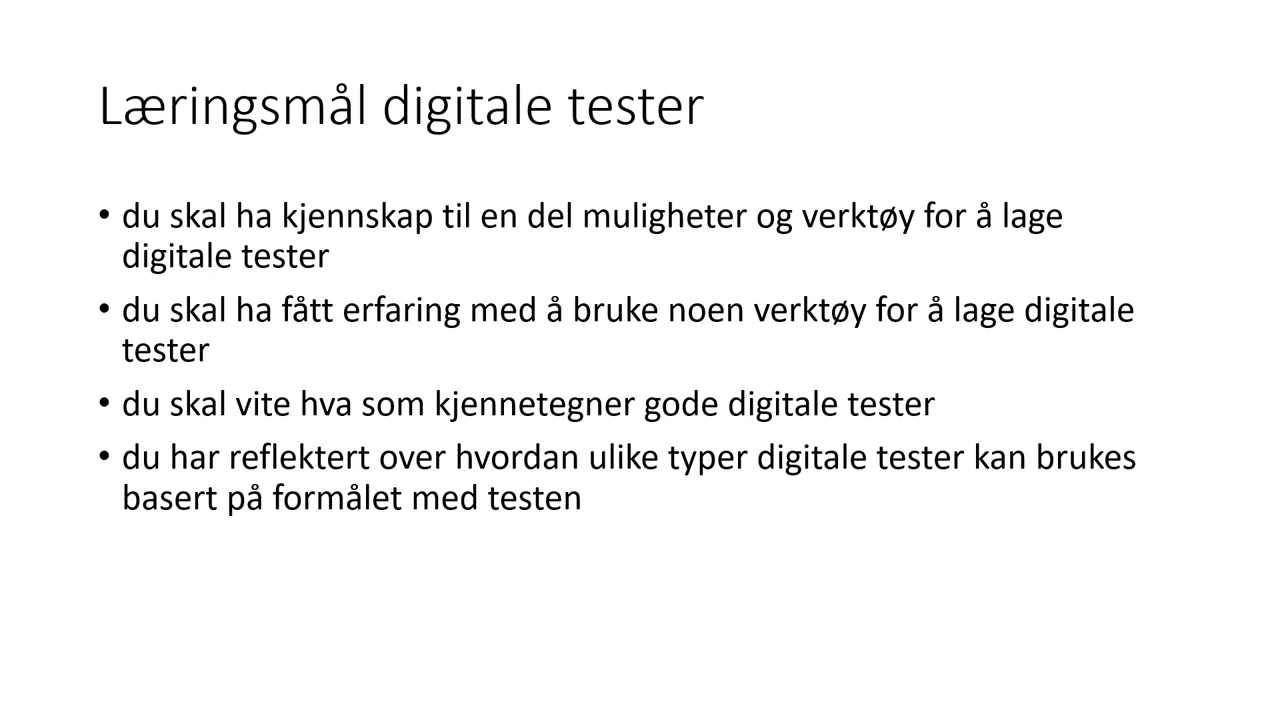 Læringsmål digitale tester
• du skal ha kjennskap til en del muligheter og verktøy for å lage
digitale tester
• du skal ha fått erfaring med å bruke noen verktøy for å lage digitale
tester
• du skal vite hva som kjennetegner gode digitale tester
• du har reflektert over hvordan ulike typer digitale tester kan brukes
basert på formålet med testen